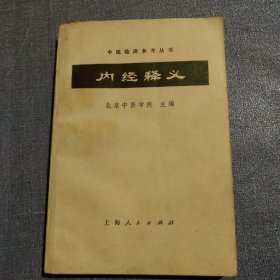 中医临床参考丛书
内经释义
北京中医学院 主编
上海人民出版社